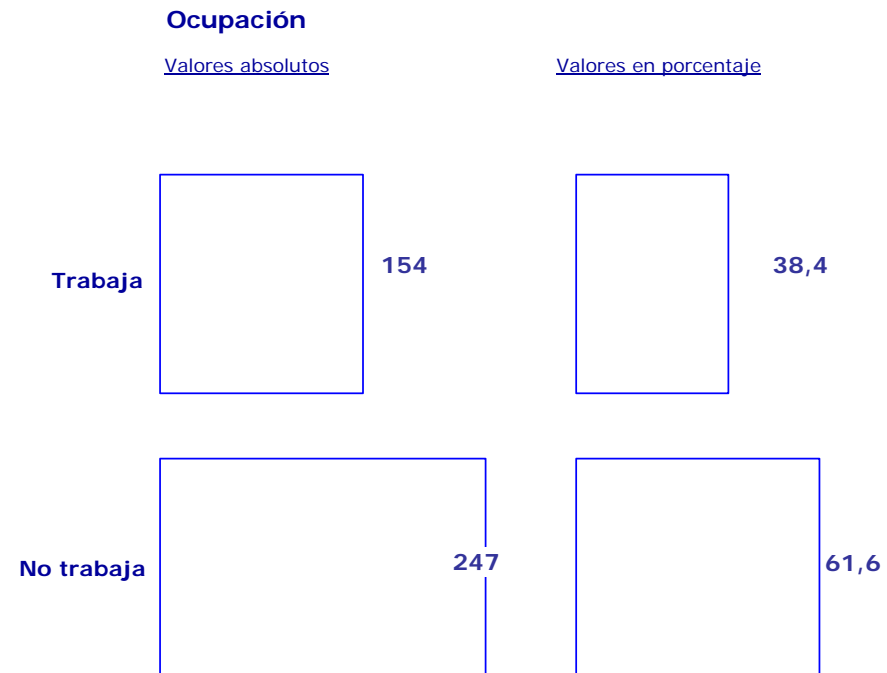 Ocupación
Valores absolutos Valores en porcentaje
Trabaja 154 38,4
No trabaja 247 61,6